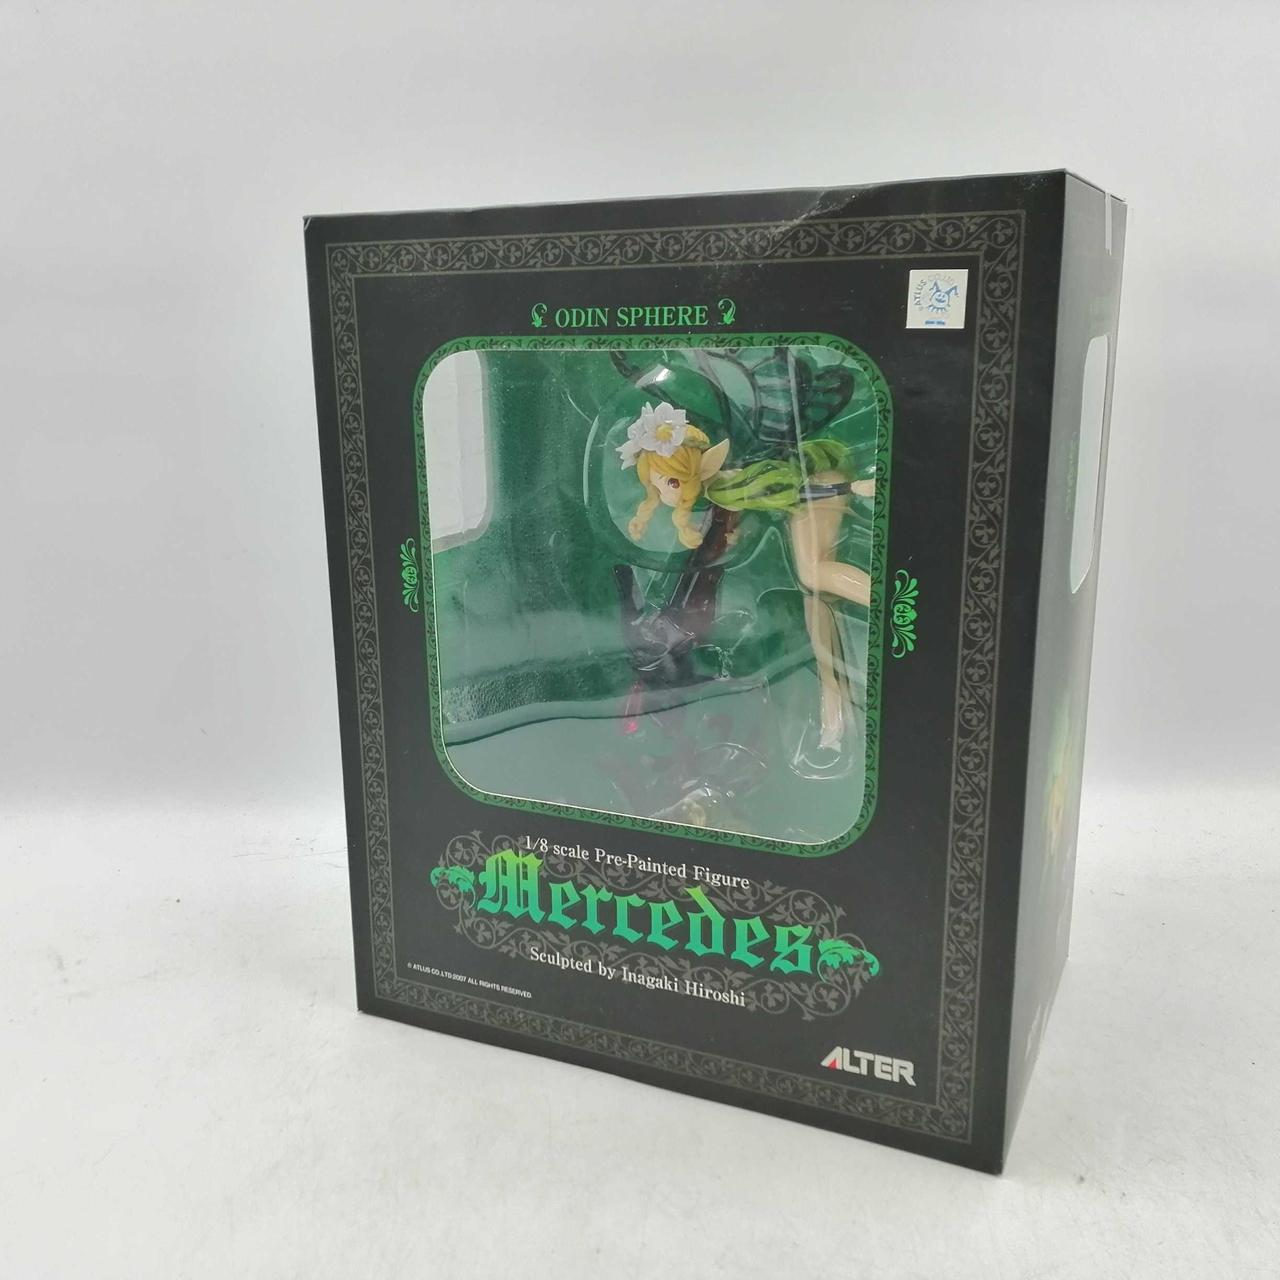 ODIN SPHERE
ATLUS
1/8 scale Pre-Painted Figure
Mercedes
Sculpted by Inagaki Hiroshi
© ATLUS CO.,LTD.2007 ALL RIGHTS RESERVED.
ALTER